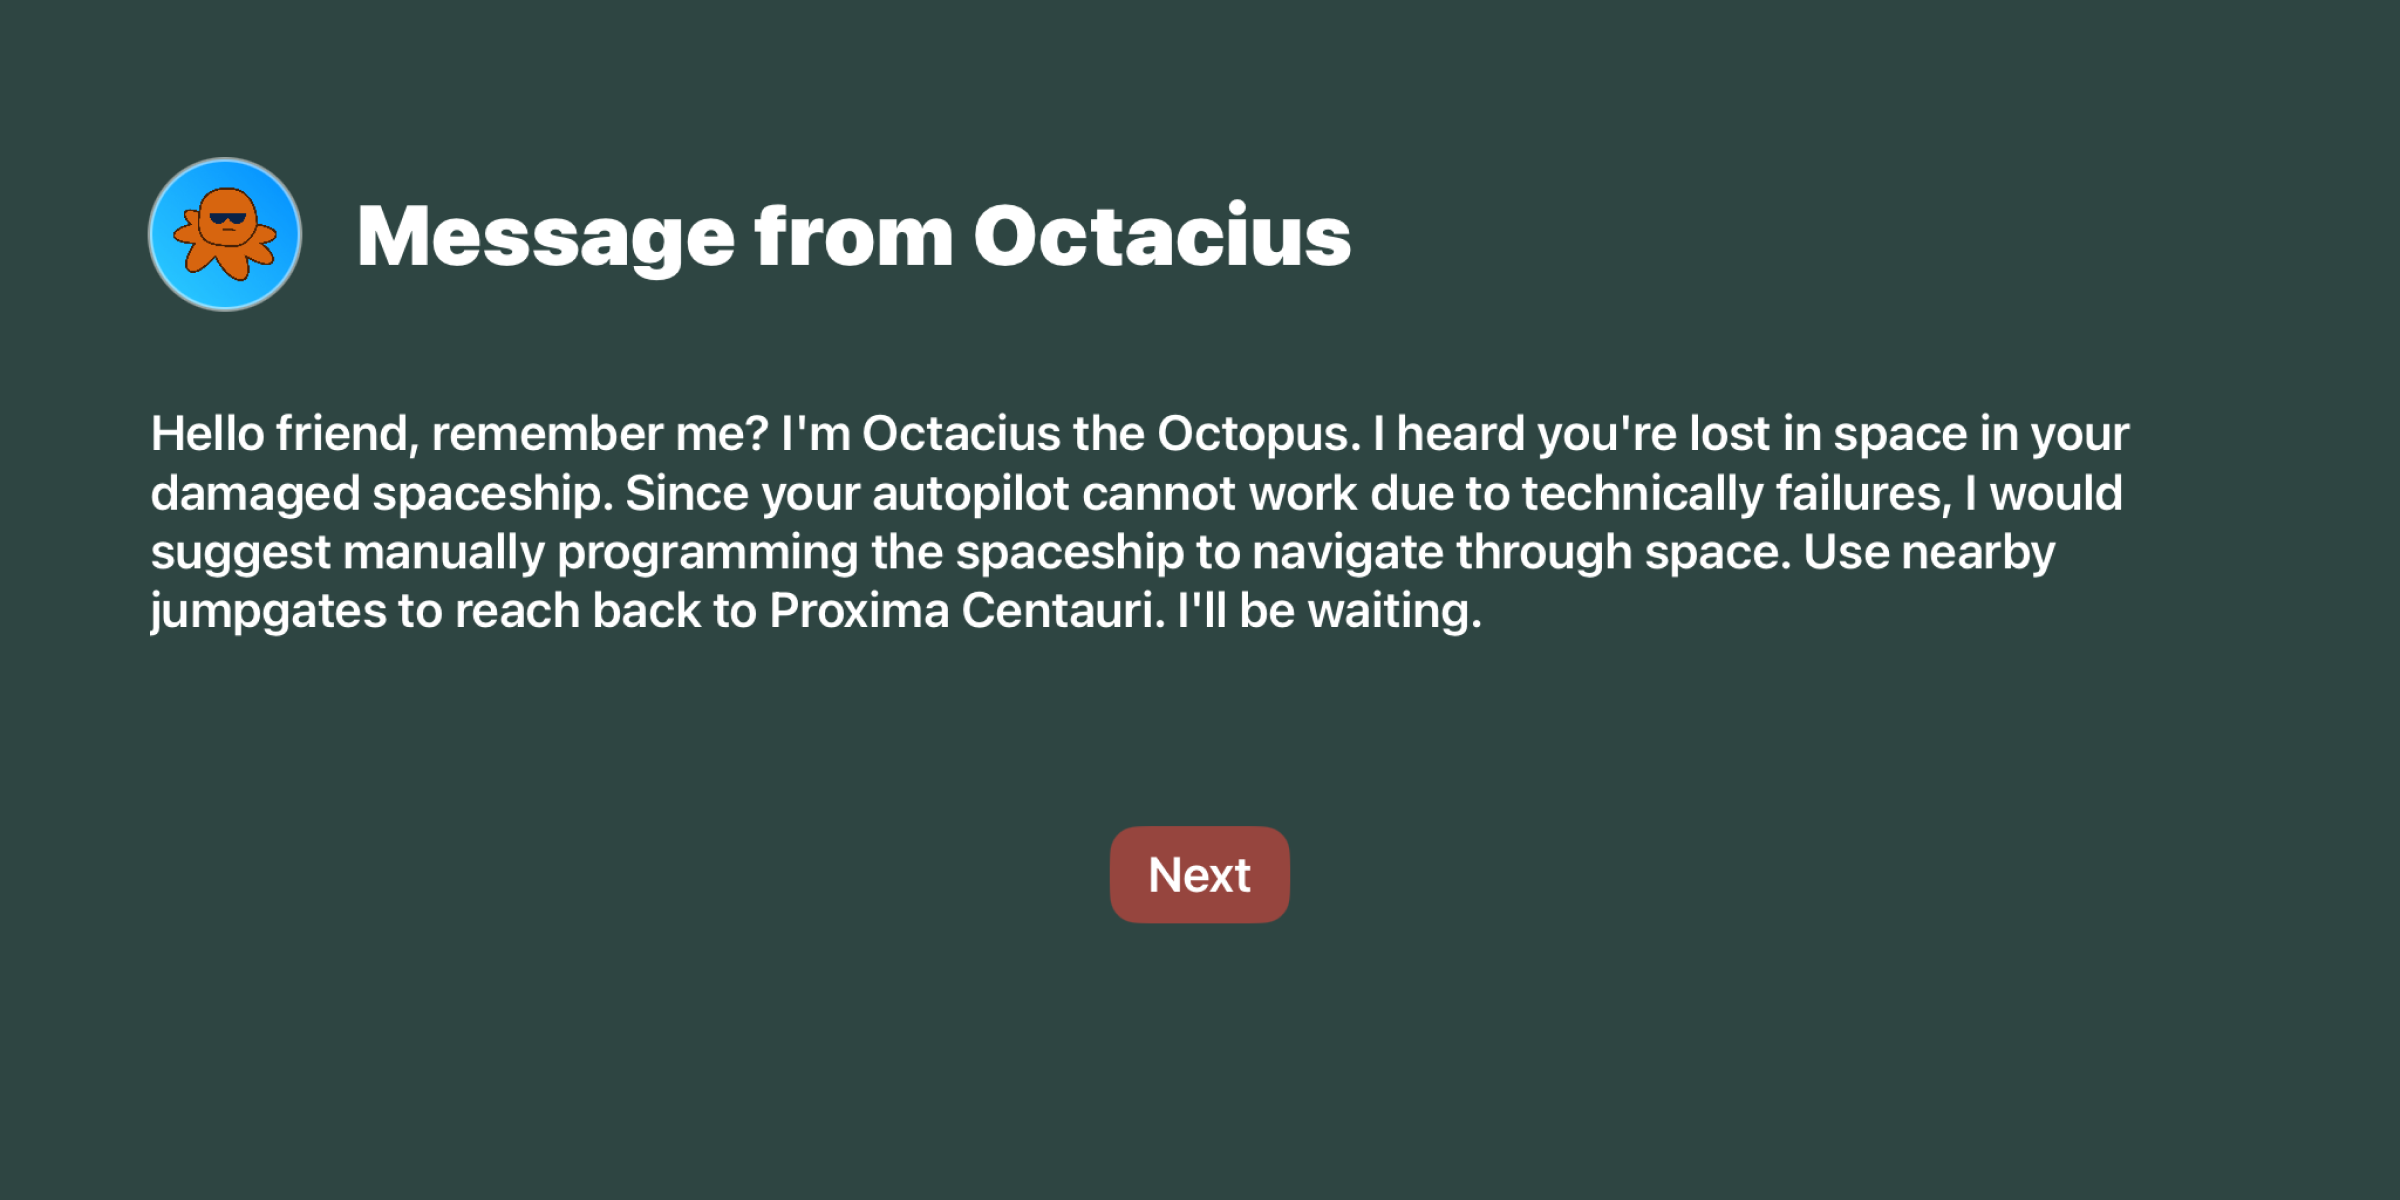 Message from Octacius
Hello friend, remember me? I'm Octacius the Octopus. I heard you're lost in space in your
damaged spaceship. Since your autopilot cannot work due to technically failures, I would
suggest manually programming the spaceship to navigate through space. Use nearby
jumpgates to reach back to Proxima Centauri. I'll be waiting.
Next